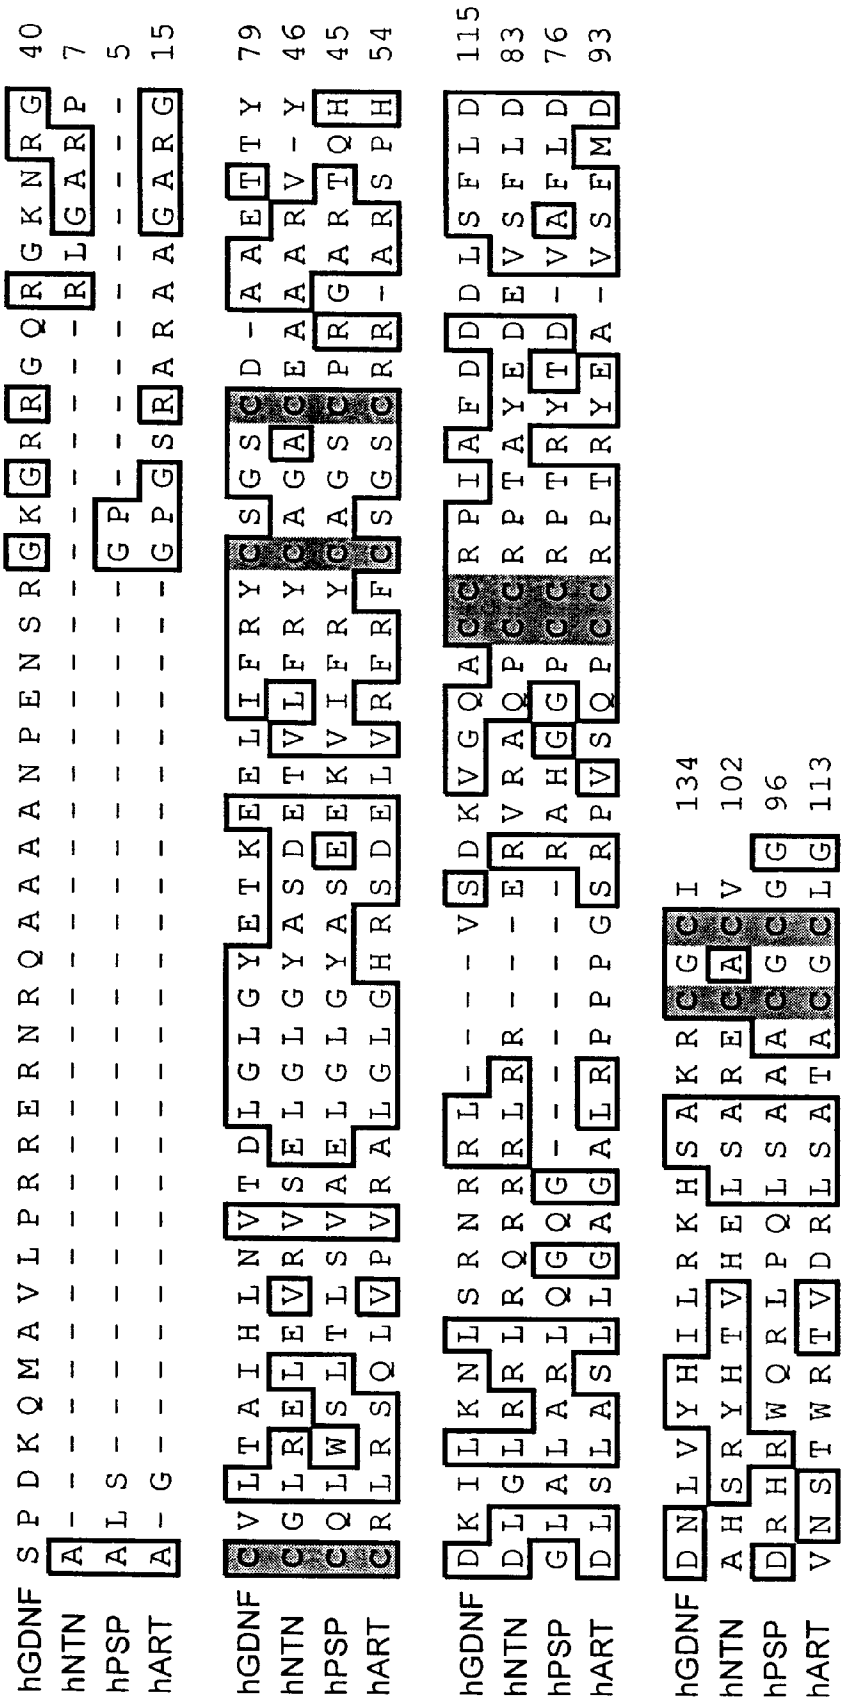 hGDNF S P D K Q M A V L P R R E R N R Q A A A A N P E N S R G K G R R G Q R G K N R G 40
hNTN A - - - - - - - - - - - - - - - - - - - - - - - - - - - - - - - - - R L G A R P 7
hPSP A L S - - - - - - - - - - - - - - - - - - - - - - - - G P - - - - - - - - - - - 5
hART A - G - - - - - - - - - - - - - - - - - - - - - - - - G P G S R A R A A G A R G 15
hGDNF C V L T A I H L N V T D L G L G Y E T K E E L I F R Y C S G S C D - A A E T T Y 79
hNTN C G L R E L E V R V S E L G L G Y A S D E T V L F R Y C A G A C E A A A R V - Y 46
hPSP C Q L W S L T L S V A E L G L G Y A S E E K V I F R Y C A G S C P R G A R T Q H 45
hART C R L R S Q L V P V R A L G L G H R S D E L V R F R F C S G S C R R - A R S P H 54
hGDNF D K I L K N L S R N R R L - - - - V S D K V G Q A C C R P I A F D D D L S F L D 115
hNTN D L G L R R L R Q R R R L R R - - - E R V R A Q P C C R P T A Y E D E V S F L D 83
hPSP G L A L A R L Q G Q G - - - - - - - - R A H G G P C C R P T R Y T D - V A F L D 76
hART D L S L A S L L G A G A L R P P P G S R P V S Q P C C R P T R Y E A - V S F M D 93
hGDNF D N L V Y H I L R K H S A K R C G C I 134
hNTN A H S R Y H T V H E L S A R E C A C V 102
hPSP D R H R W Q R L P Q L S A A A C G C G G 96
hART V N S T W R T V D R L S A T A C G C L G 113